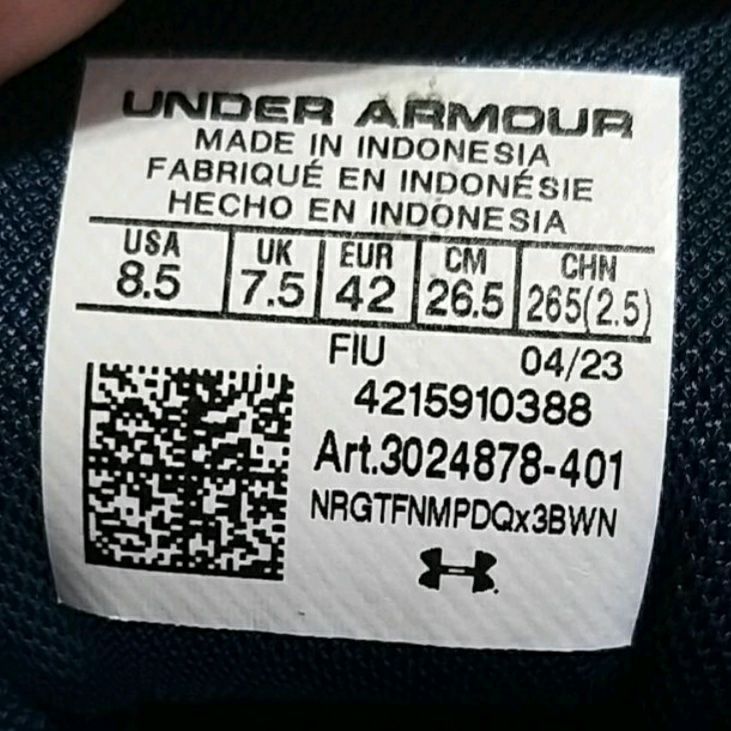 UNDER ARMOUR
MADE IN INDONESIA
FABRIQUÉ EN INDONÉSIE
HECHO EN INDONESIA
USA UK EUR CM CHN
8.5 7.5 42 26.5 265(2.5)
FIU 04/23
4215910388
Art.3024878-401
NRGTFNMPDQx3BWN